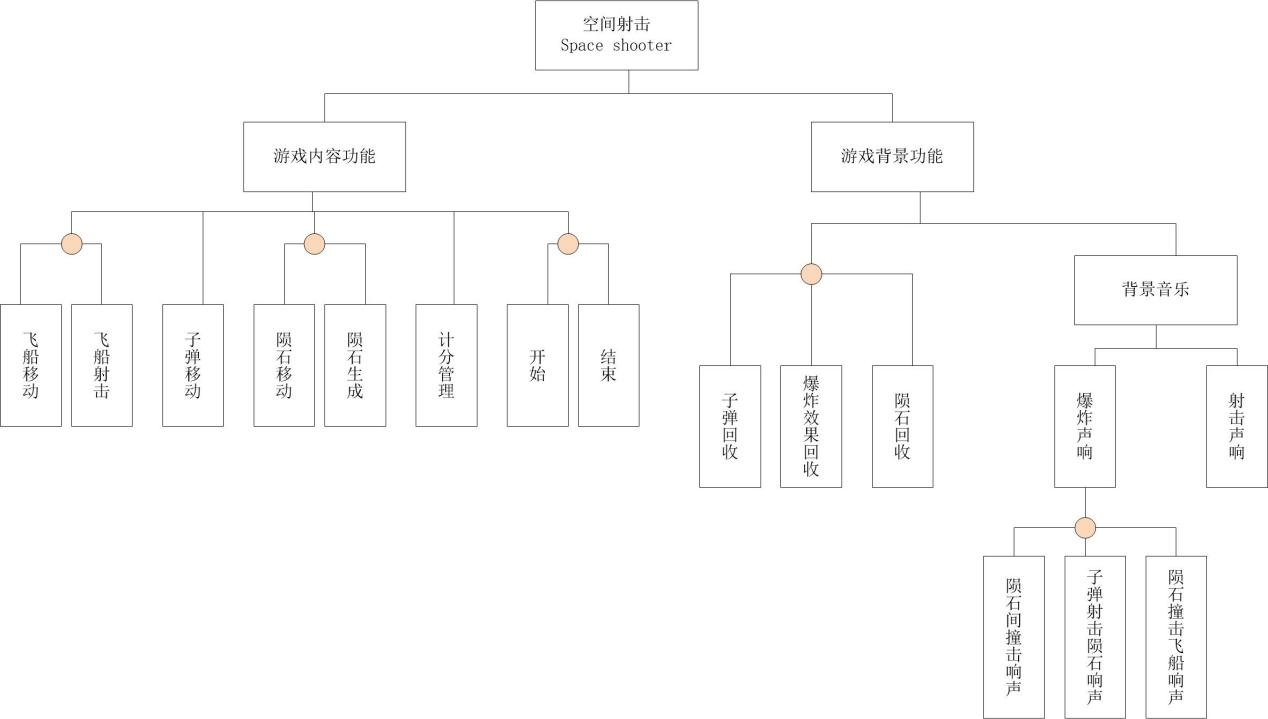 空间射击
Space shooter
游戏内容功能
游戏背景功能
背景音乐
飞船移动
飞船射击
子弹移动
陨石移动
陨石生成
计分管理
开始
结束
子弹回收
爆炸效果回收
陨石回收
爆炸声响
射击声响
陨石间撞击响声
子弹射击陨石响声
陨石撞击飞船响声